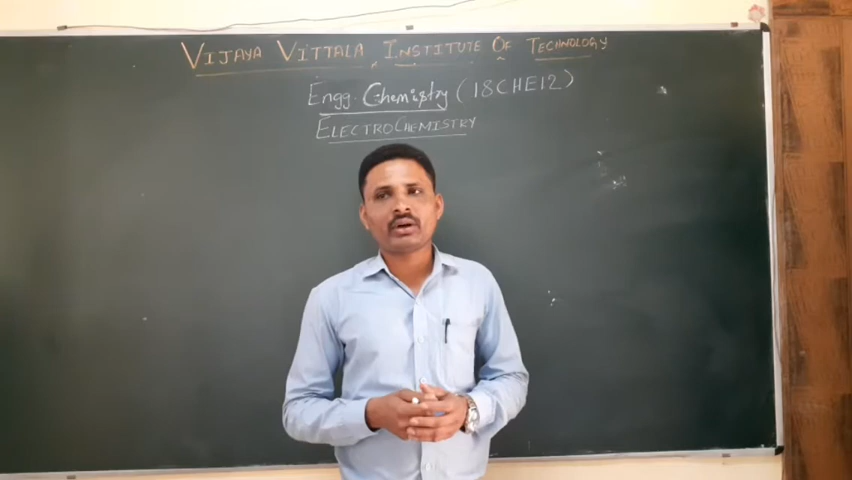 VIJAYA VITTALA INSTITUTE OF TECHNOLOGY
Engg. Chemistry (18CHE12)
ELECTROCHEMISTRY